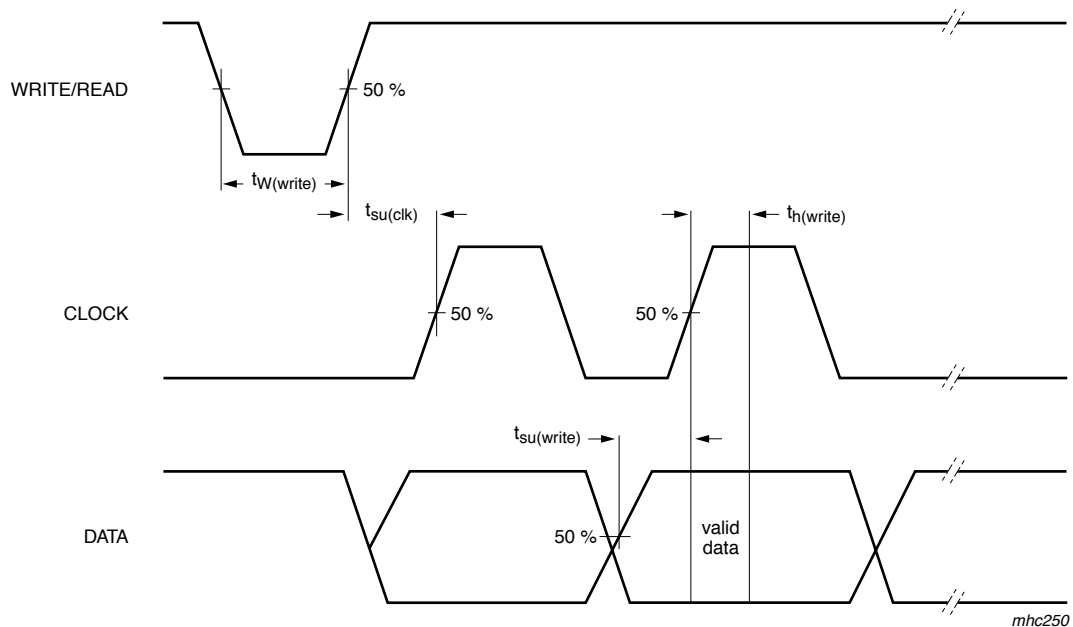 WRITE/READ
50 %
tW(write)
tsu(clk)
th(write)
CLOCK
50 %
50 %
tsu(write)
DATA
50 %
valid
data
mhc250